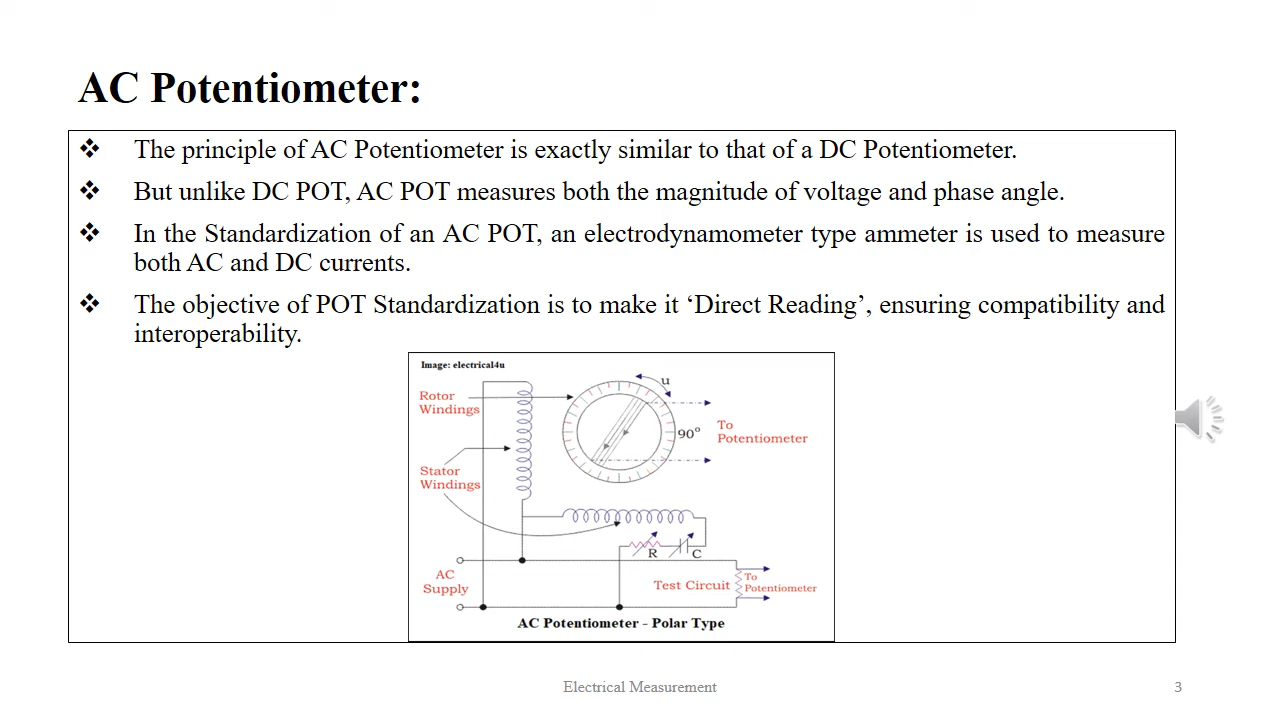 AC Potentiometer:
❖ The principle of AC Potentiometer is exactly similar to that of a DC Potentiometer.
❖ But unlike DC POT, AC POT measures both the magnitude of voltage and phase angle.
❖ In the Standardization of an AC POT, an electrodynamometer type ammeter is used to measure
both AC and DC currents.
❖ The objective of POT Standardization is to make it ‘Direct Reading’, ensuring compatibility and
interoperability.
Image: electrical4u
u
Rotor
Windings
To
Potentiometer
90°
Stator
Windings
R
C
AC
Supply
Test Circuit
To
Potentiometer
AC Potentiometer - Polar Type
Electrical Measurement
3